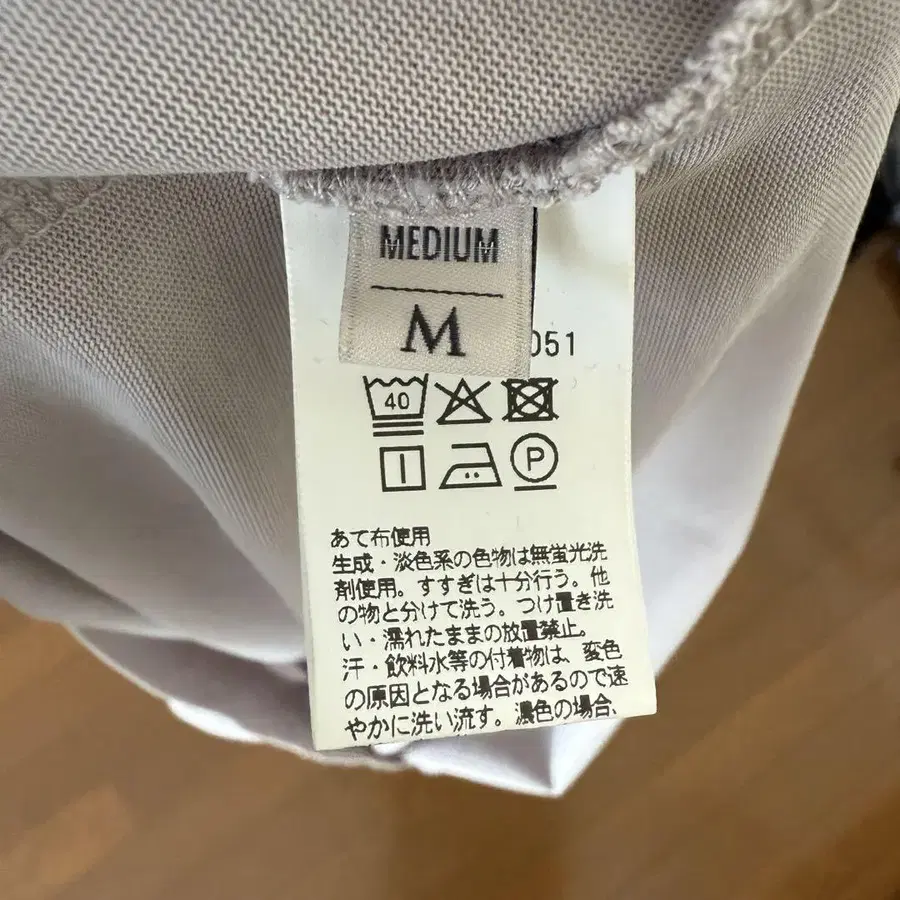 MEDIUM
M
051
40
P
あて布使用
生成・淡色系の色物は無蛍光洗
剤使用。すすぎは十分行う。他
の物と分けて洗う。つけ置き洗
い・濡れたままの放置禁止。
汗・飲料水等の付着物は、変色
の原因となる場合があるので速
やかに洗い流す。濃色の場合、